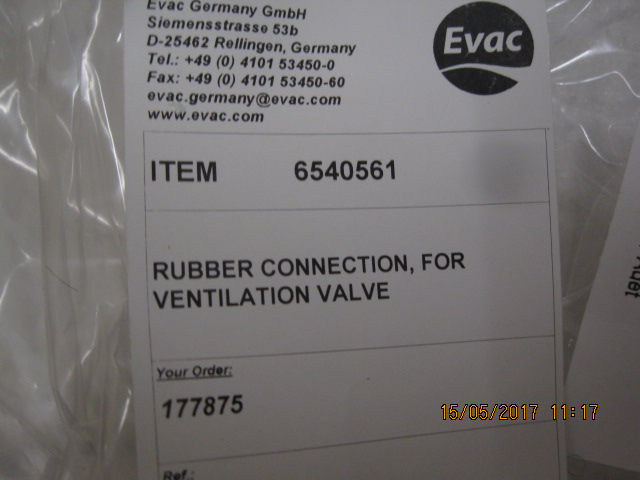 Evac Germany GmbH
Siemensstrasse 53b
D-25462 Rellingen, Germany
Tel.: +49 (0) 4101 53450-0
Fax: +49 (0) 4101 53450-60
evac.germany@evac.com
www.evac.com
Evac
ITEM 6540561
RUBBER CONNECTION, FOR
VENTILATION VALVE
Your Order:
177875
Ref.:
15/05/2017 11:17